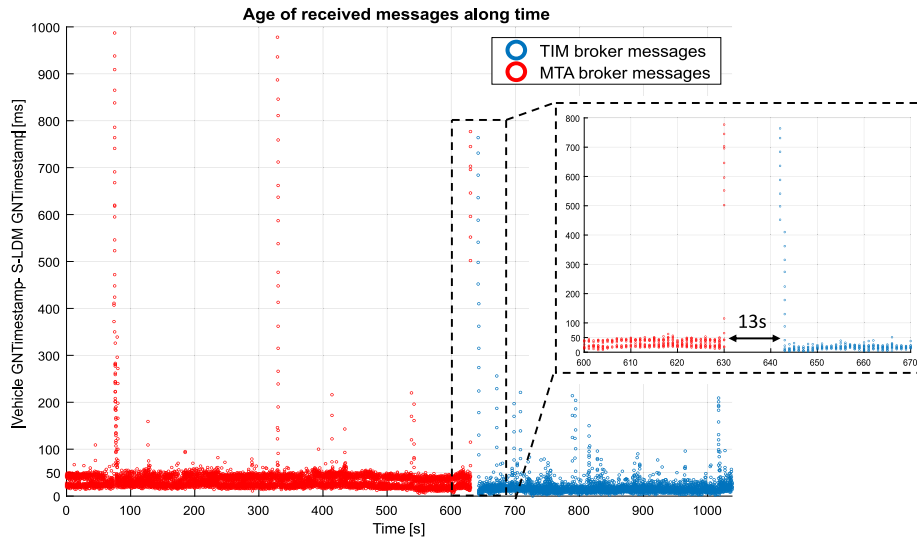 Age of received messages along time
TIM broker messages
MTA broker messages
|Vehicle GNTimestamp- S-LDM GNTimestamp| [ms]
1000
900
800
700
600
500
400
300
200
100
50
0
0 100 200 300 400 500 600 700 800 900 1000
Time [s]
800
700
600
500
400
300
200
100
50
0
600 610 620 630 640 650 660 670
13s